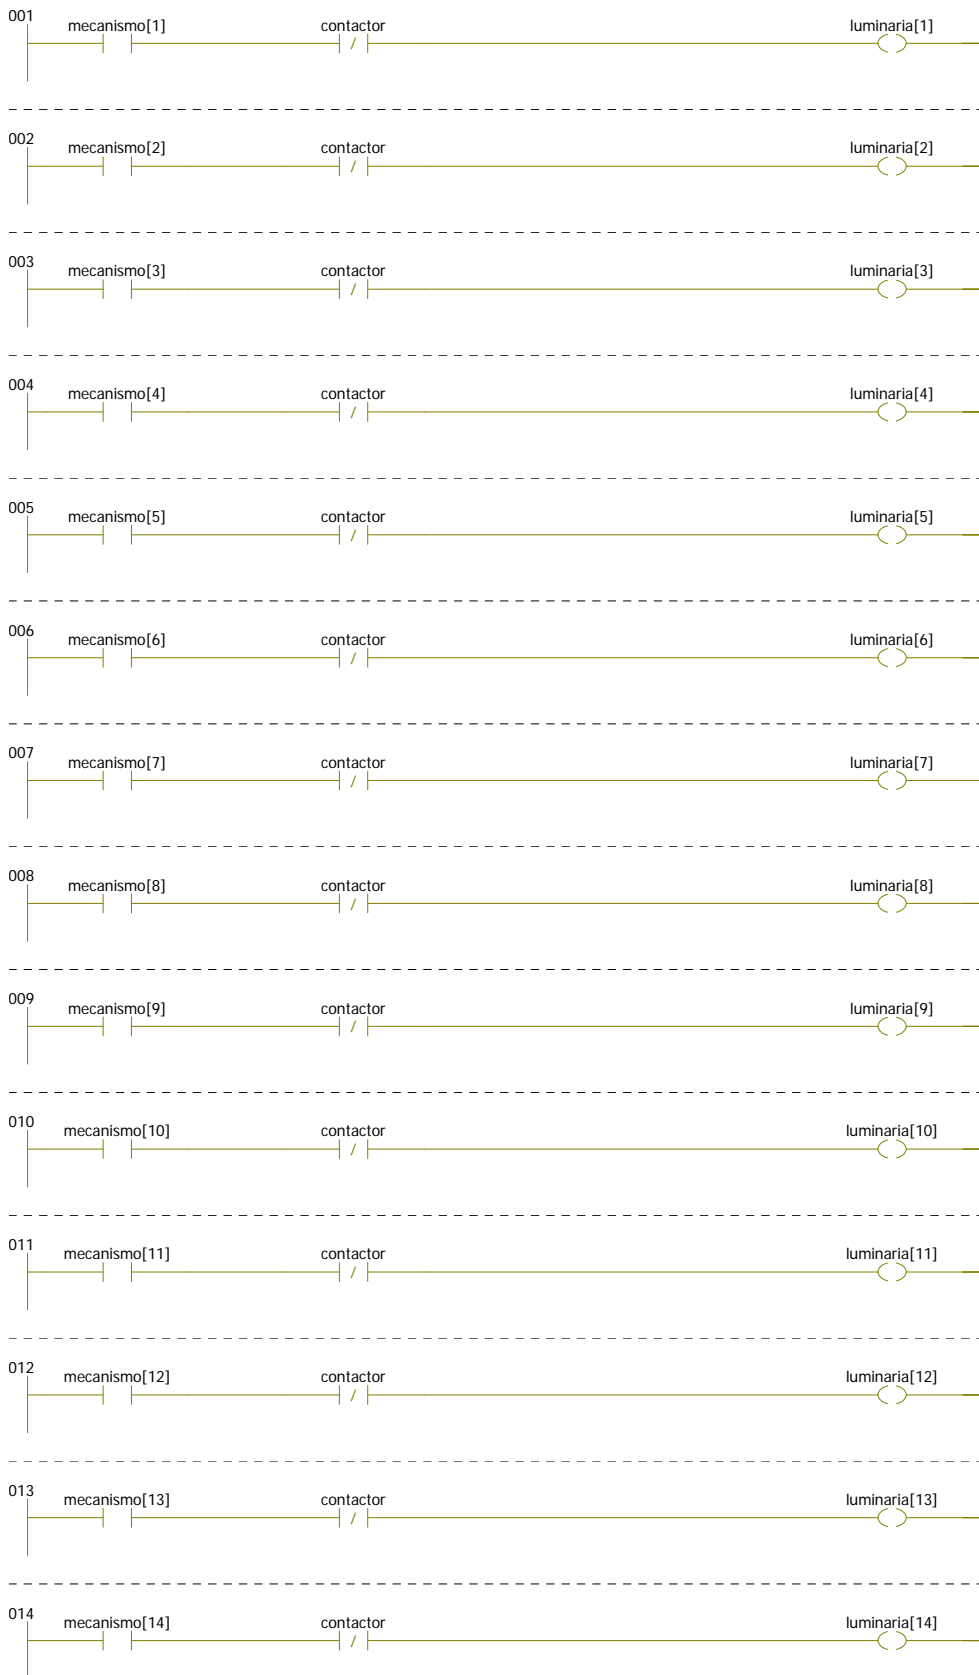 001
mecanismo[1] contactor luminaria[1]
002
mecanismo[2] contactor luminaria[2]
003
mecanismo[3] contactor luminaria[3]
004
mecanismo[4] contactor luminaria[4]
005
mecanismo[5] contactor luminaria[5]
006
mecanismo[6] contactor luminaria[6]
007
mecanismo[7] contactor luminaria[7]
008
mecanismo[8] contactor luminaria[8]
009
mecanismo[9] contactor luminaria[9]
010
mecanismo[10] contactor luminaria[10]
011
mecanismo[11] contactor luminaria[11]
012
mecanismo[12] contactor luminaria[12]
013
mecanismo[13] contactor luminaria[13]
014
mecanismo[14] contactor luminaria[14]